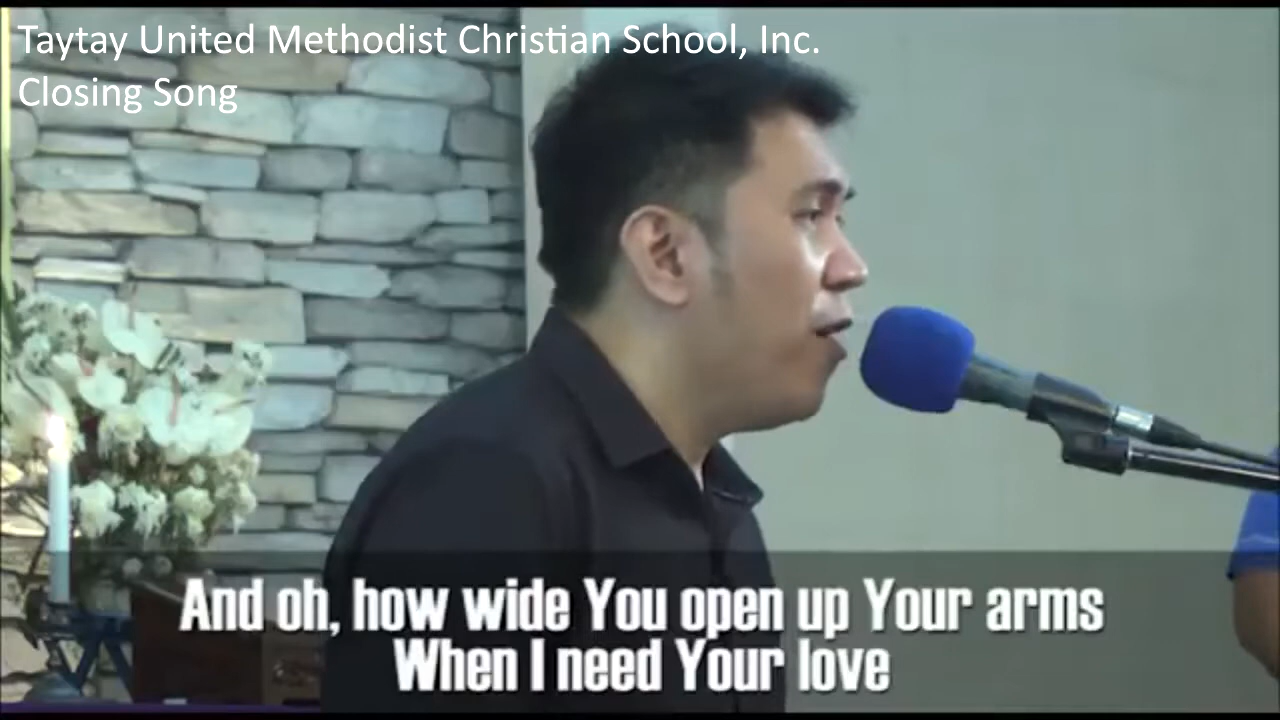 Taytay United Methodist Christian School, Inc.
Closing Song
And oh, how wide You open up Your arms
When I need Your love